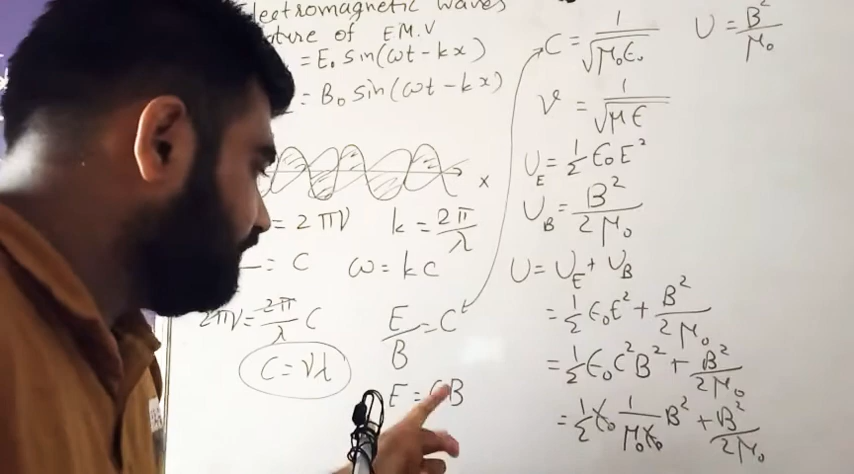 Electromagnetic Waves
ature of EM.V
= E₀ sin(ωt-kx)
= B₀ sin(ωt-kx)
x
= 2πν k = 2π/λ
= C ω = kc
2πν = 2π/λ C
C = νλ
E/B = C
E = CB
C = 1/√μ₀ε₀
v = 1/√με
U_E = 1/2 ε₀E²
U_B = B²/2μ₀
U = U_E + U_B
= 1/2 ε₀E² + B²/2μ₀
= 1/2 ε₀C²B² + B²/2μ₀
= 1/2 ε₀ 1/μ₀ε₀ B² + B²/2μ₀
U = B²/μ₀